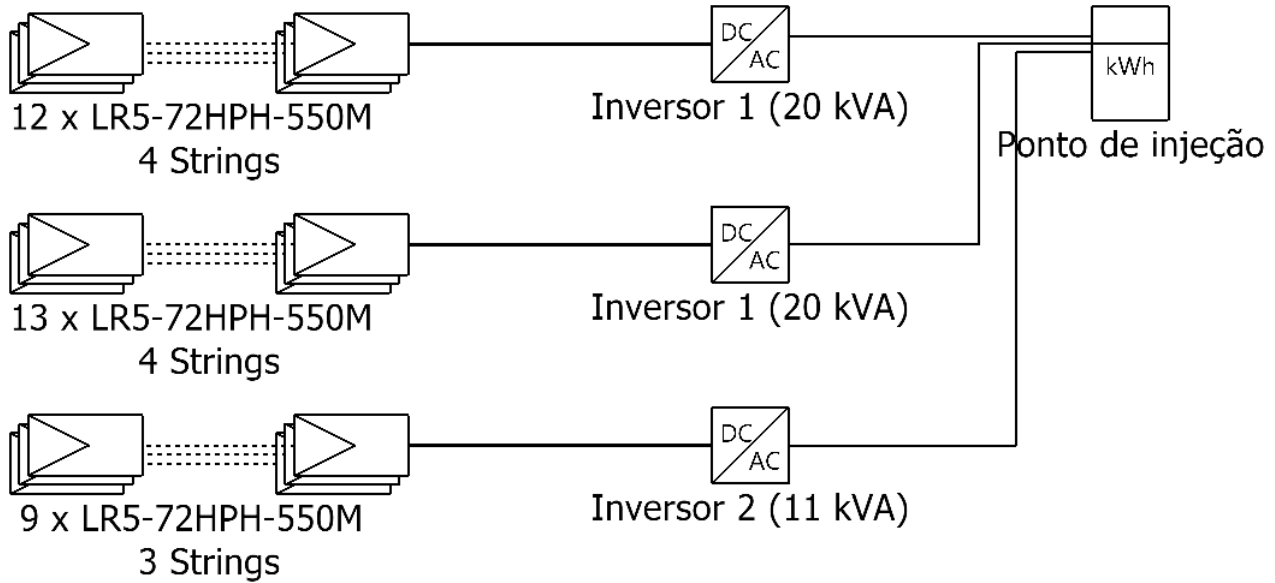 DC
AC
12 x LR5-72HPH-550M
4 Strings
Inversor 1 (20 kVA)
kWh
Ponto de injeção
DC
AC
13 x LR5-72HPH-550M
4 Strings
Inversor 1 (20 kVA)
DC
AC
9 x LR5-72HPH-550M
3 Strings
Inversor 2 (11 kVA)